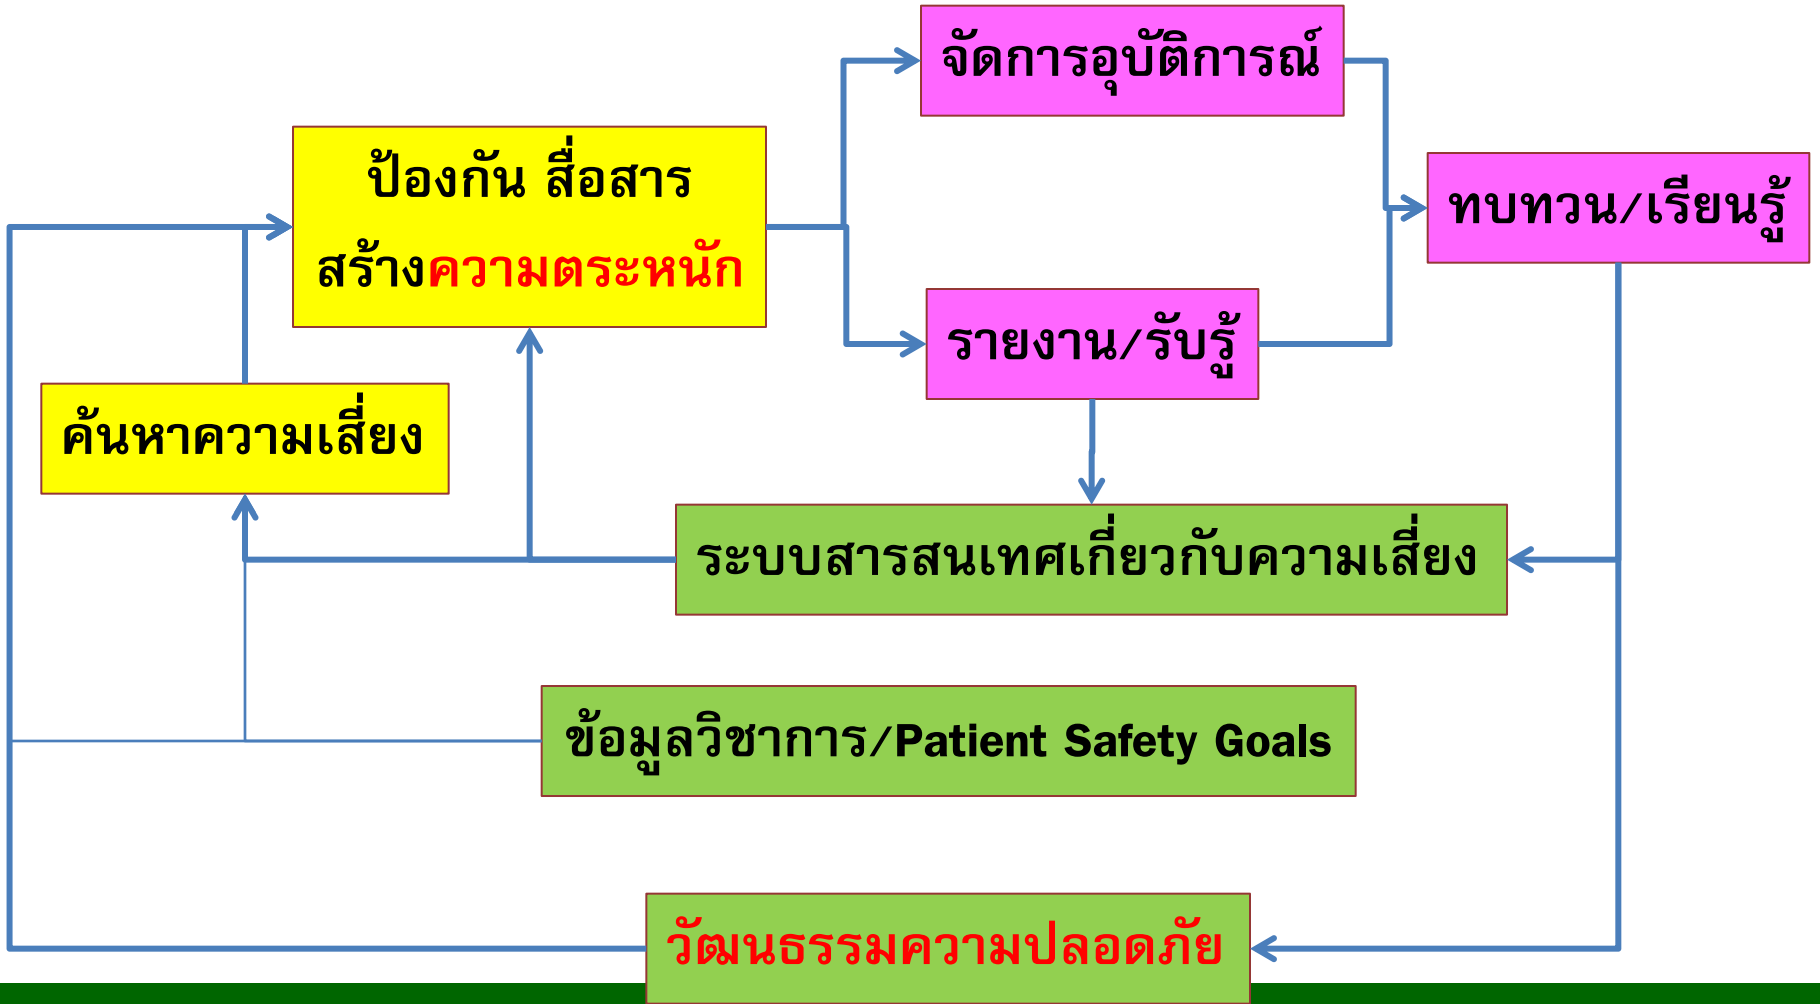 จัดการอุบัติการณ์
ป้องกัน สื่อสาร
สร้างความตระหนัก
ทบทวน/เรียนรู้
รายงาน/รับรู้
ค้นหาความเสี่ยง
ระบบสารสนเทศเกี่ยวกับความเสี่ยง
ข้อมูลวิชาการ/Patient Safety Goals
วัฒนธรรมความปลอดภัย